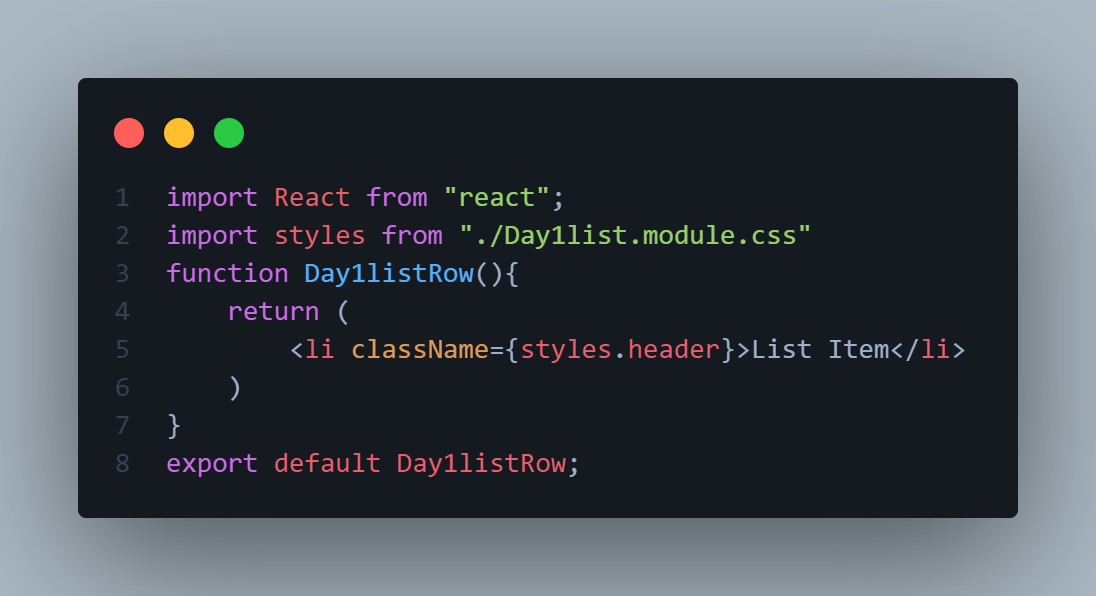 1 import React from "react";
2 import styles from "./Day1list.module.css"
3 function Day1listRow(){
4     return (
5         <li className={styles.header}>List Item</li>
6     )
7 }
8 export default Day1listRow;